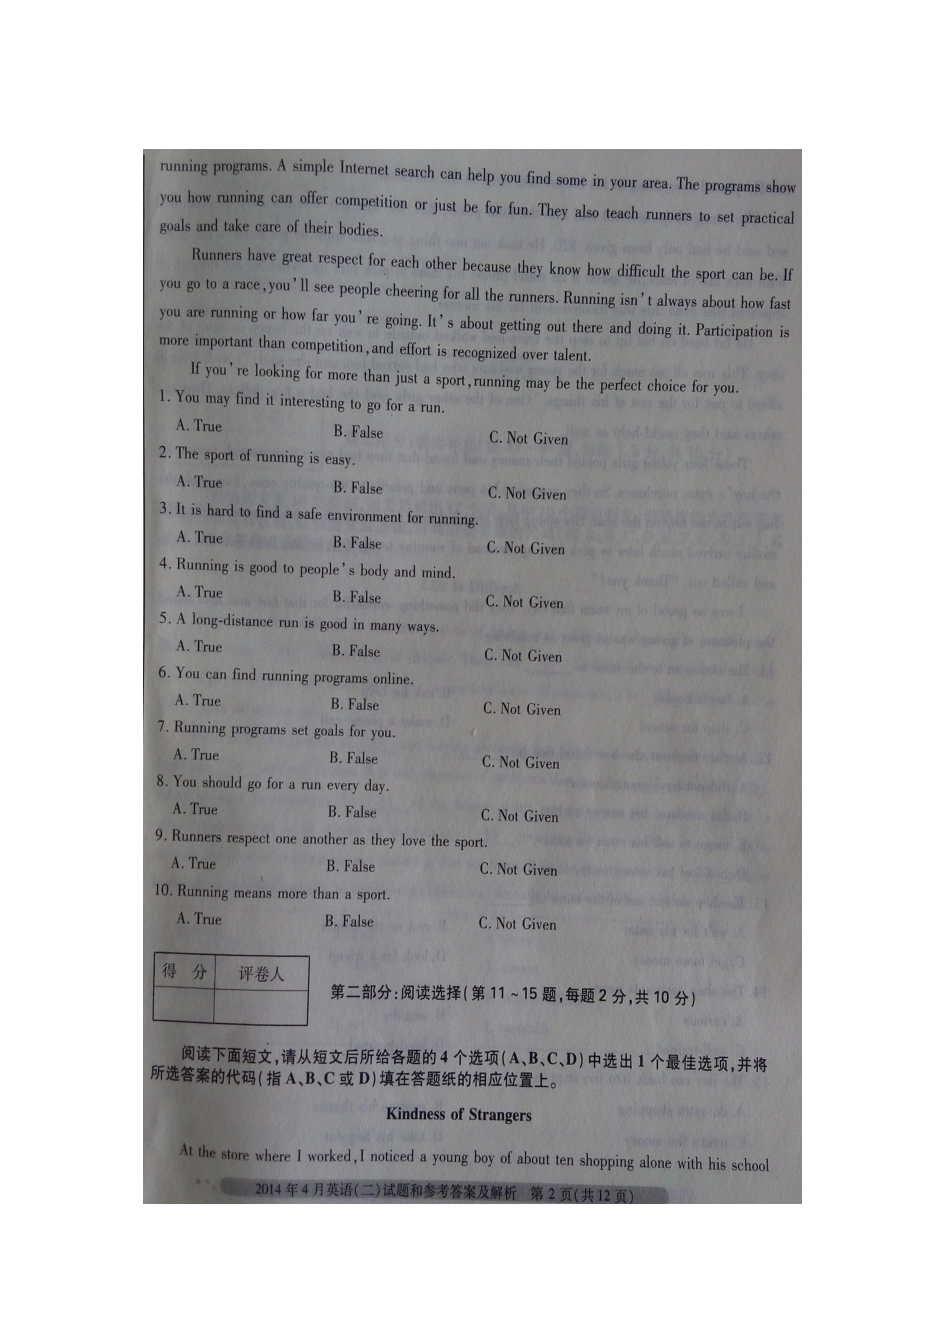 running programs. A simple Internet search can help you find some in your area. The programs show
you how running can offer competition or just be for fun. They also teach runners to set practical
goals and take care of their bodies.
Runners have great respect for each other because they know how difficult the sport can be. If
you go to a race, you'll see people cheering for all the runners. Running isn't always about how fast
you are running or how far you're going. It's about getting out there and doing it. Participation is
more important than competition, and effort is recognized over talent.
If you're looking for more than just a sport, running may be the perfect choice for you.
1. You may find it interesting to go for a run.
A. True B. False C. Not Given
2. The sport of running is easy.
A. True B. False C. Not Given
3. It is hard to find a safe environment for running.
A. True B. False C. Not Given
4. Running is good to people's body and mind.
A. True B. False C. Not Given
5. A long-distance run is good in many ways.
A. True B. False C. Not Given
6. You can find running programs online.
A. True B. False C. Not Given
7. Running programs set goals for you.
A. True B. False C. Not Given
8. You should go for a run every day.
A. True B. False C. Not Given
9. Runners respect one another as they love the sport.
A. True B. False C. Not Given
10. Running means more than a sport.
A. True B. False C. Not Given
得 分 评卷人
第二部分:阅读选择(第 11~15 题,每题 2 分,共 10 分)
阅读下面短文,请从短文后所给各题的 4 个选项(A、B、C、D)中选出 1 个最佳选项,并将
所选答案的代码(指 A、B、C 或 D)填在答题纸的相应位置上。
Kindness of Strangers
At the store where I worked, I noticed a young boy of about ten shopping alone with his school
2014 年 4 月英语(二)试题和参考答案及解析 第 2 页(共 12 页)